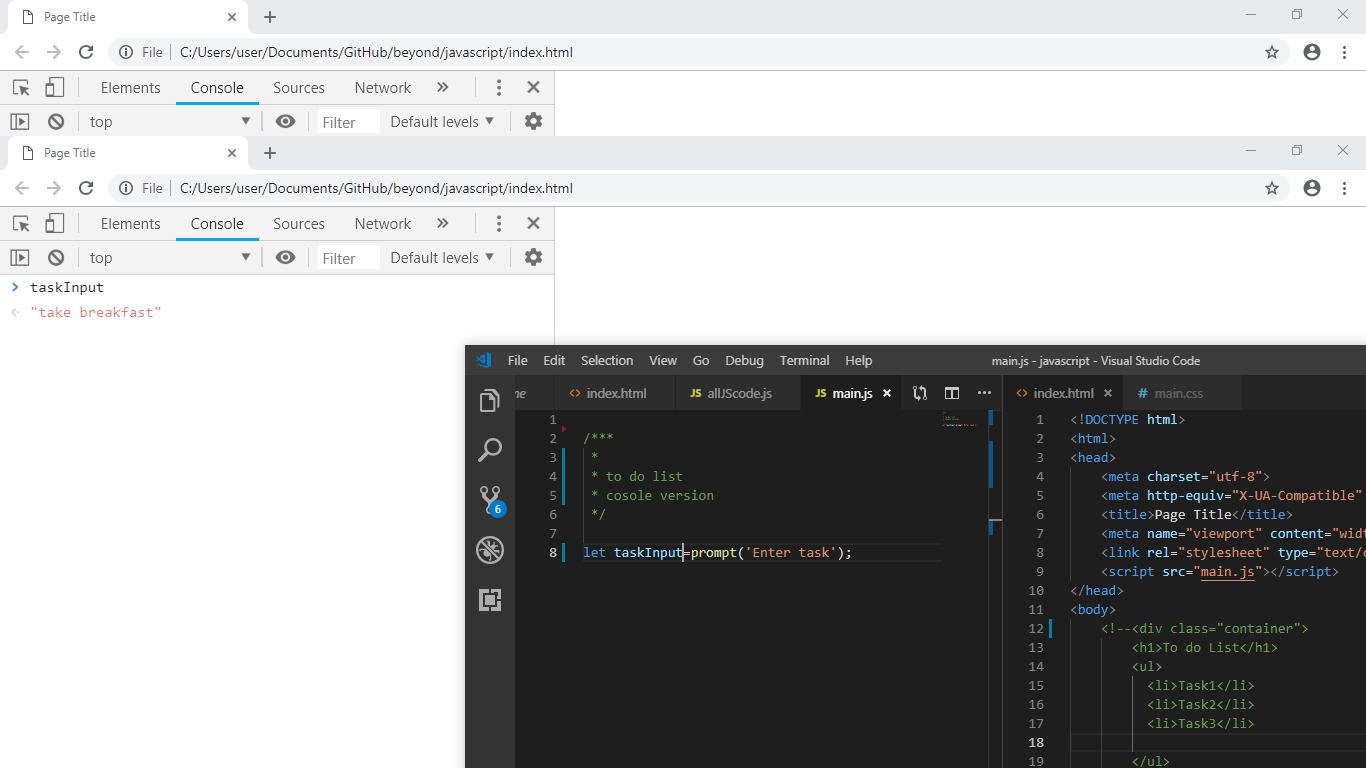 Page Title
File C:/Users/user/Documents/GitHub/beyond/javascript/index.html
Elements Console Sources Network
top Filter Default levels
Page Title
File C:/Users/user/Documents/GitHub/beyond/javascript/index.html
Elements Console Sources Network
top Filter Default levels
taskInput
"take breakfast"
File Edit Selection View Go Debug Terminal Help main.js - javascript - Visual Studio Code
me index.html JS allJScode.js JS main.js
1
2 /***
3 *
4 * to do list
5 * cosole version
6 */
7
8 let taskInput=prompt('Enter task');
6
index.html # main.css
1 <!DOCTYPE html>
2 <html>
3 <head>
4 <meta charset="utf-8">
5 <meta http-equiv="X-UA-Compatible"
6 <title>Page Title</title>
7 <meta name="viewport" content="widt
8 <link rel="stylesheet" type="text/c
9 <script src="main.js"></script>
10 </head>
11 <body>
12 <!--<div class="container">
13 <h1>To do List</h1>
14 <ul>
15 <li>Task1</li>
16 <li>Task2</li>
17 <li>Task3</li>
18
19 </ul>